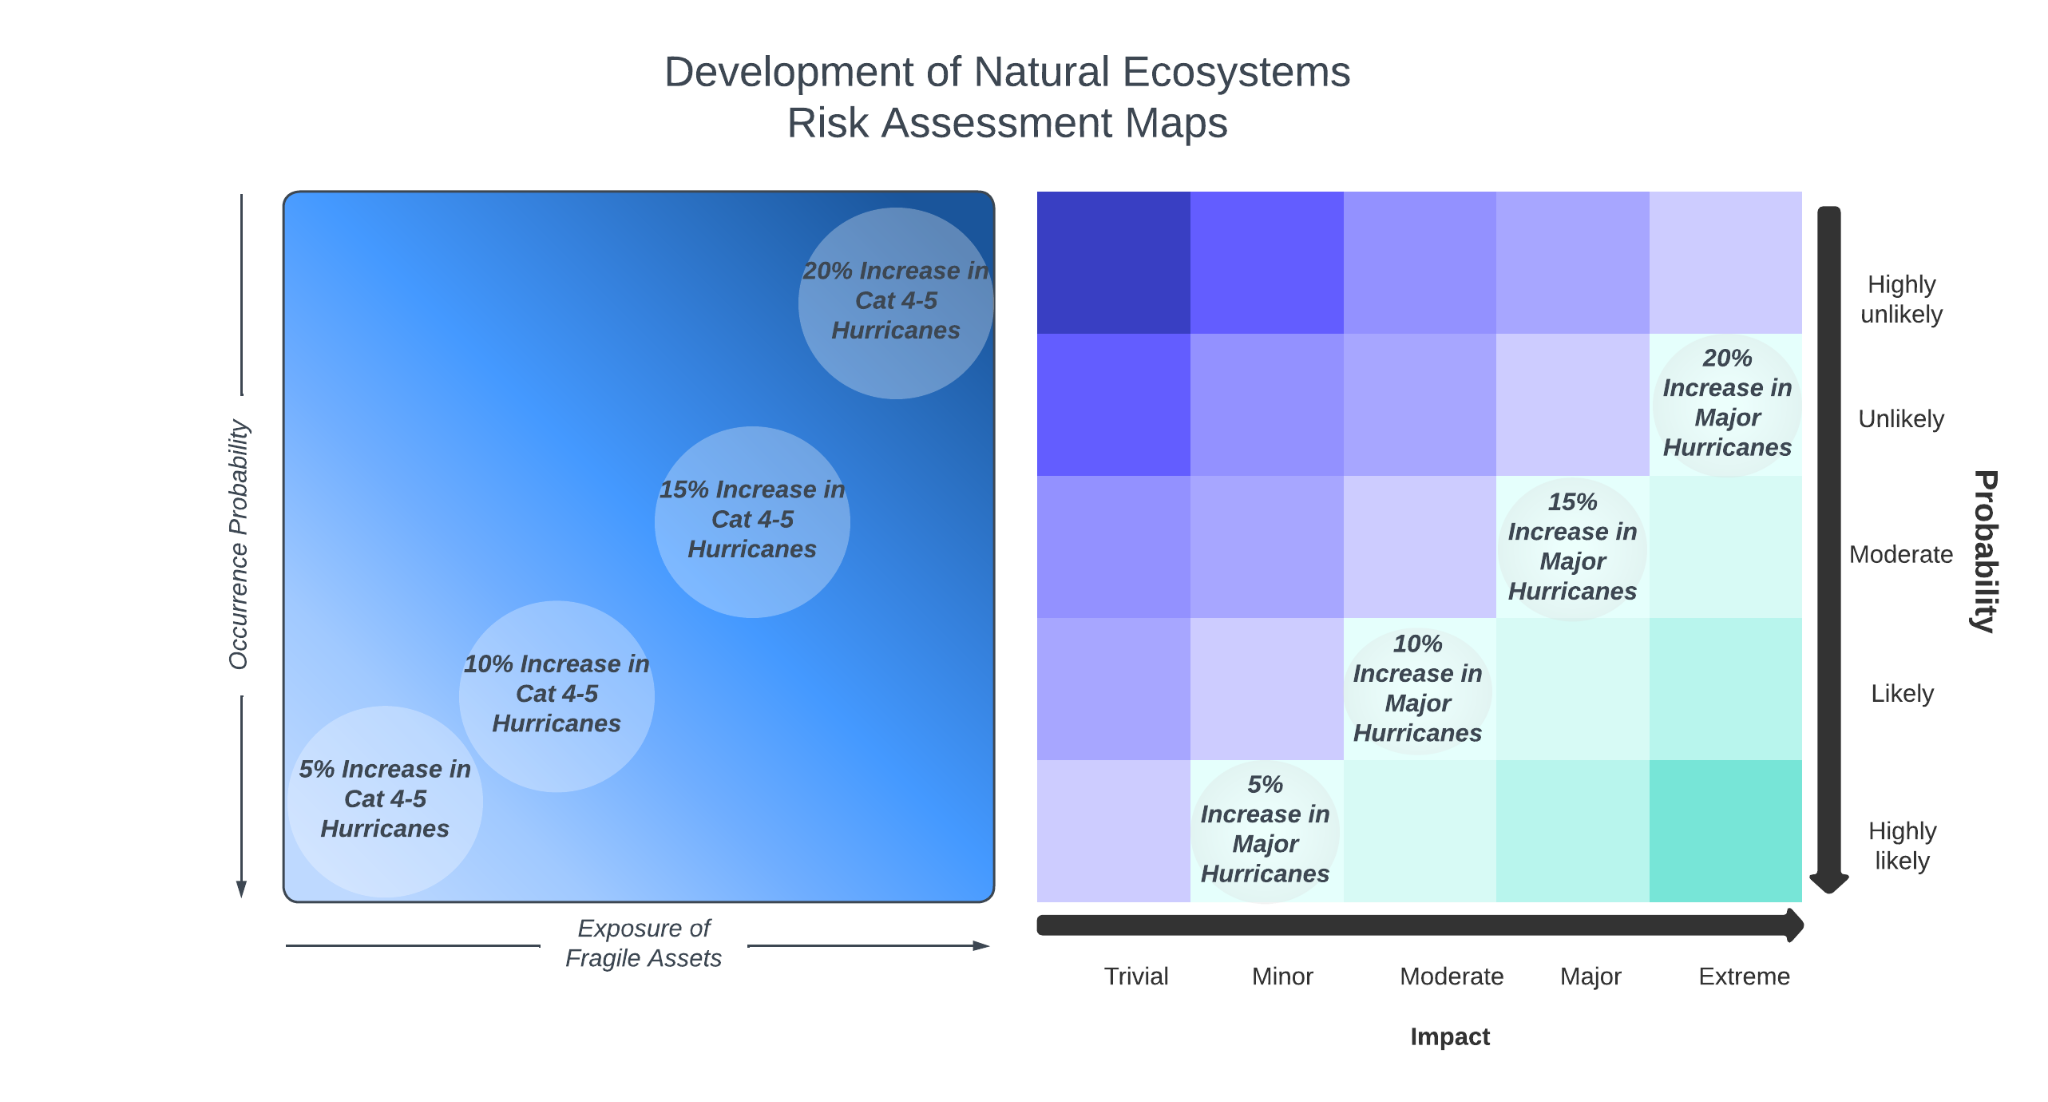 Development of Natural Ecosystems
Risk Assessment Maps
Occurrence Probability
20% Increase in
Cat 4-5
Hurricanes
15% Increase in
Cat 4-5
Hurricanes
10% Increase in
Cat 4-5
Hurricanes
5% Increase in
Cat 4-5
Hurricanes
Exposure of
Fragile Assets
20%
Increase in
Major
Hurricanes
15%
Increase in
Major
Hurricanes
10%
Increase in
Major
Hurricanes
5%
Increase in
Major
Hurricanes
Highly
unlikely
Unlikely
Moderate
Likely
Highly
likely
Probability
Trivial
Minor
Moderate
Major
Extreme
Impact